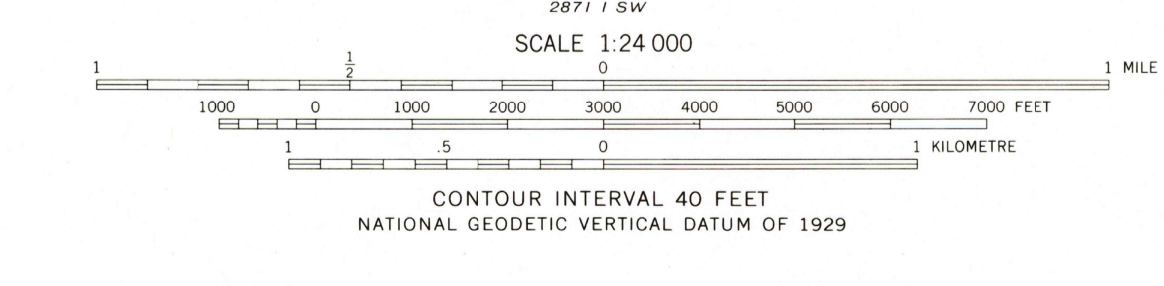 2871 I SW
SCALE 1:24 000
1 1/2 0 1 MILE
1000 0 1000 2000 3000 4000 5000 6000 7000 FEET
1 .5 0 1 KILOMETRE
CONTOUR INTERVAL 40 FEET
NATIONAL GEODETIC VERTICAL DATUM OF 1929